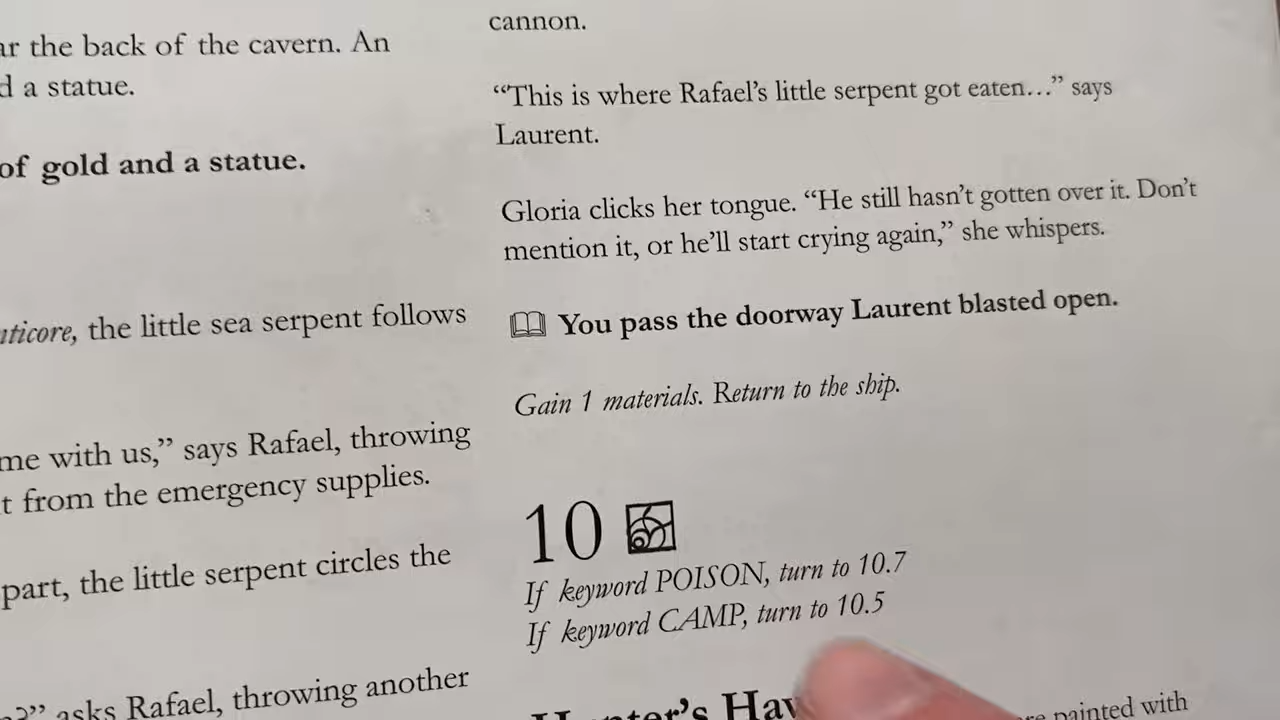 ar the back of the cavern. An
d a statue.
of gold and a statue.
uticore, the little sea serpent follows
me with us,” says Rafael, throwing
t from the emergency supplies.
part, the little serpent circles the
?” asks Rafael, throwing another
cannon.
“This is where Rafael’s little serpent got eaten…” says
Laurent.
Gloria clicks her tongue. “He still hasn’t gotten over it. Don’t
mention it, or he’ll start crying again,” she whispers.
You pass the doorway Laurent blasted open.
Gain 1 materials. Return to the ship.
10
If keyword POISON, turn to 10.7
If keyword CAMP, turn to 10.5
painted with